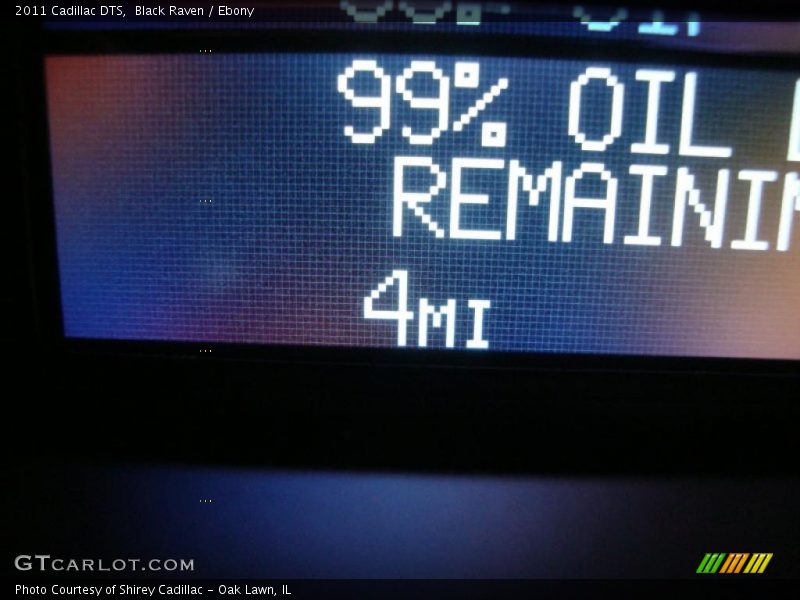 2011 Cadillac DTS,  Black Raven / Ebony
99% OIL
REMAININ
4MI
GTCARLOT.COM
Photo Courtesy of Shirey Cadillac - Oak Lawn, IL